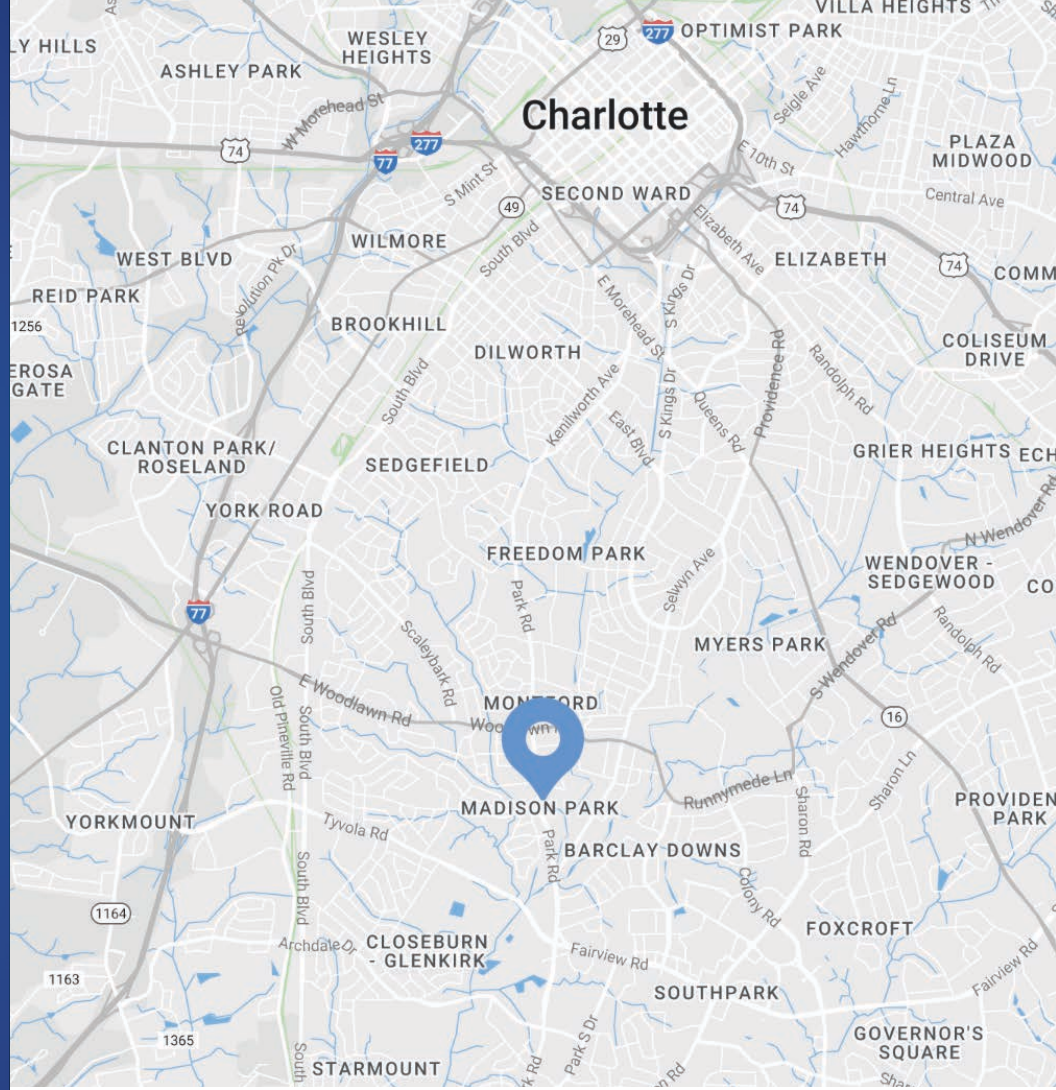 VILLA HEIGHTS
LY HILLS
WESLEY
HEIGHTS
29
277
OPTIMIST PARK
ASHLEY PARK
W Morehead St
Charlotte
Seigle Ave
Hawthorne Ln
PLAZA
MIDWOOD
74
77
277
E 10th St
S Mint St
49
SECOND WARD
74
Central Ave
WEST BLVD
WILMORE
South Blvd
Elizabeth Ave
ELIZABETH
74
COMM
REID PARK
Revolution Pk Dr
E Morehead St
S Kings Dr
1256
BROOKHILL
DILWORTH
Providence Rd
COLISEUM
DRIVE
EROSA
GATE
South Blvd
Kenilworth Ave
S Kings Dr
Queens Rd
Randolph Rd
East Blvd
CLANTON PARK/
ROSELAND
SEDGEFIELD
GRIER HEIGHTS
ECH
YORK ROAD
N Wendover Rd
FREEDOM PARK
Selwyn Ave
WENDOVER -
SEDGEWOOD
CO
77
South Blvd
Park Rd
Scaleybark Rd
MYERS PARK
S Wendover Rd
Randolph Rd
E Woodlawn Rd
Old Pineville Rd
South Blvd
16
Runnymede Ln
Sharon Rd
Sharon Ln
YORKMOUNT
Tyvola Rd
MADISON PARK
PROVIDEN
PARK
Park Rd
BARCLAY DOWNS
South Blvd
Colony Rd
1164
FOXCROFT
Archdale Dr
CLOSEBURN
- GLENKIRK
Fairview Rd
Fairview Rd
1163
SOUTHPARK
1365
South
Park S Dr
GOVERNOR'S
SQUARE
STARMOUNT
k Rd
on Rd
Sha